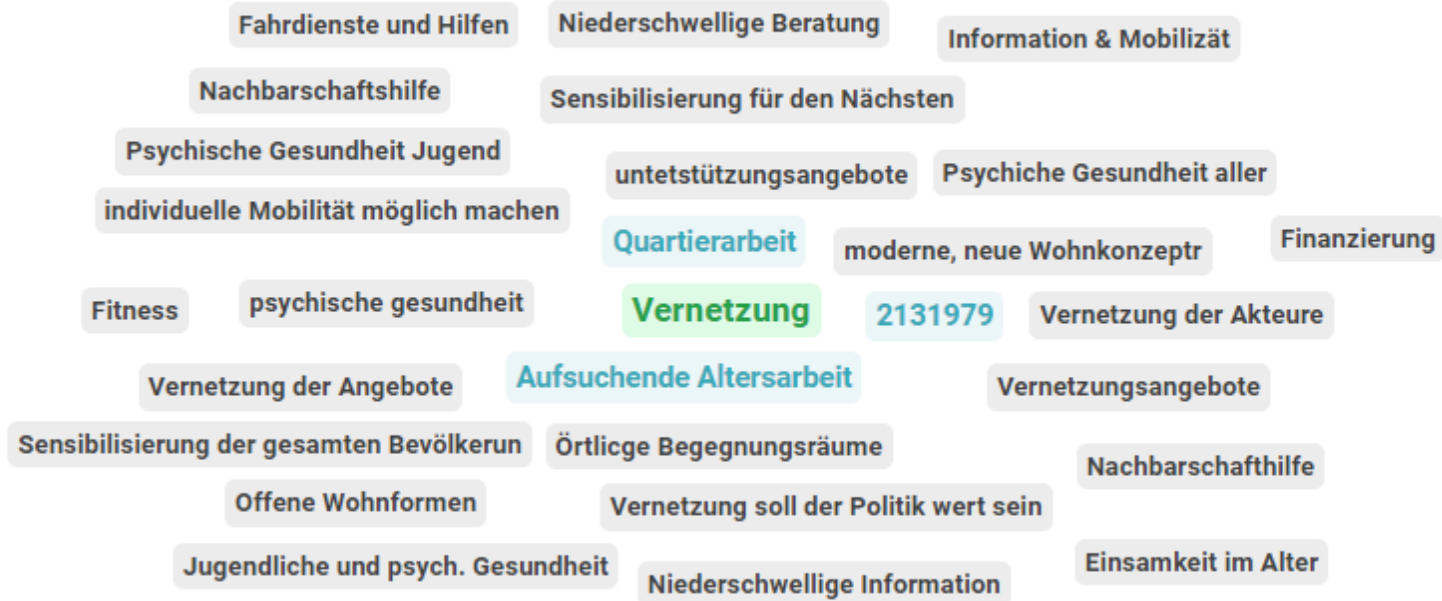 Fahrdienste und Hilfen
Niederschwellige Beratung
Information & Mobilizät
Nachbarschaftshilfe
Sensibilisierung für den Nächsten
Psychische Gesundheit Jugend
untetstützungsangebote
Psychiche Gesundheit aller
individuelle Mobilität möglich machen
Quartierarbeit
moderne, neue Wohnkonzeptr
Finanzierung
Fitness
psychische gesundheit
Vernetzung
2131979
Vernetzung der Akteure
Vernetzung der Angebote
Aufsuchende Altersarbeit
Vernetzungsangebote
Sensibilisierung der gesamten Bevölkerun
Örtlicge Begegnungsräume
Nachbarschafthilfe
Offene Wohnformen
Vernetzung soll der Politik wert sein
Jugendliche und psych. Gesundheit
Niederschwellige Information
Einsamkeit im Alter